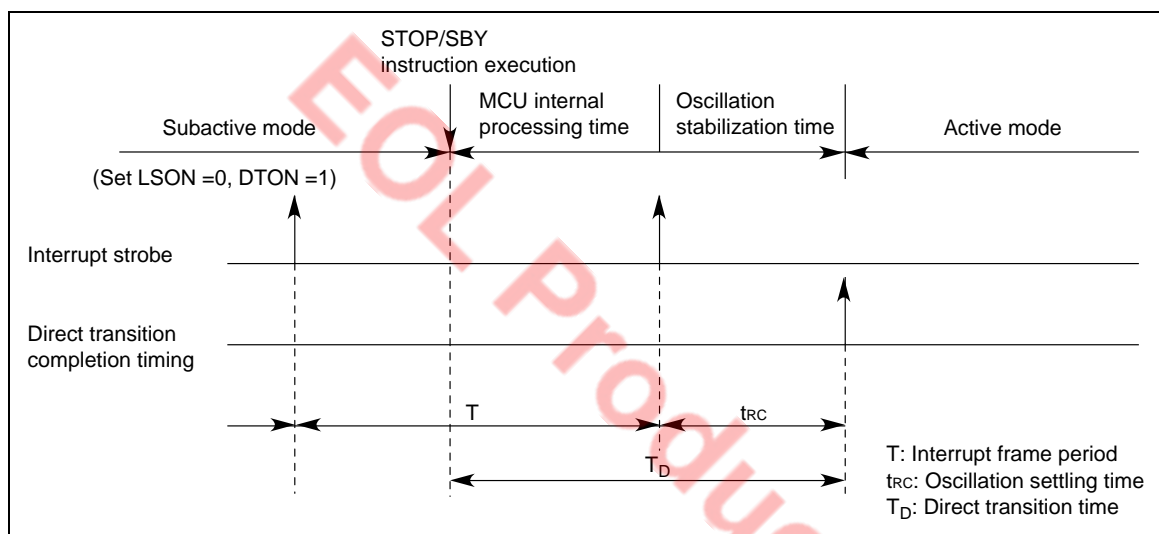 STOP/SBY
instruction execution
MCU internal
processing time
Oscillation
stabilization time
Subactive mode
Active mode
(Set LSON =0, DTON =1)
Interrupt strobe
Direct transition
completion timing
T
tRC
TD
T: Interrupt frame period
tRC: Oscillation settling time
TD: Direct transition time
EOL Produc